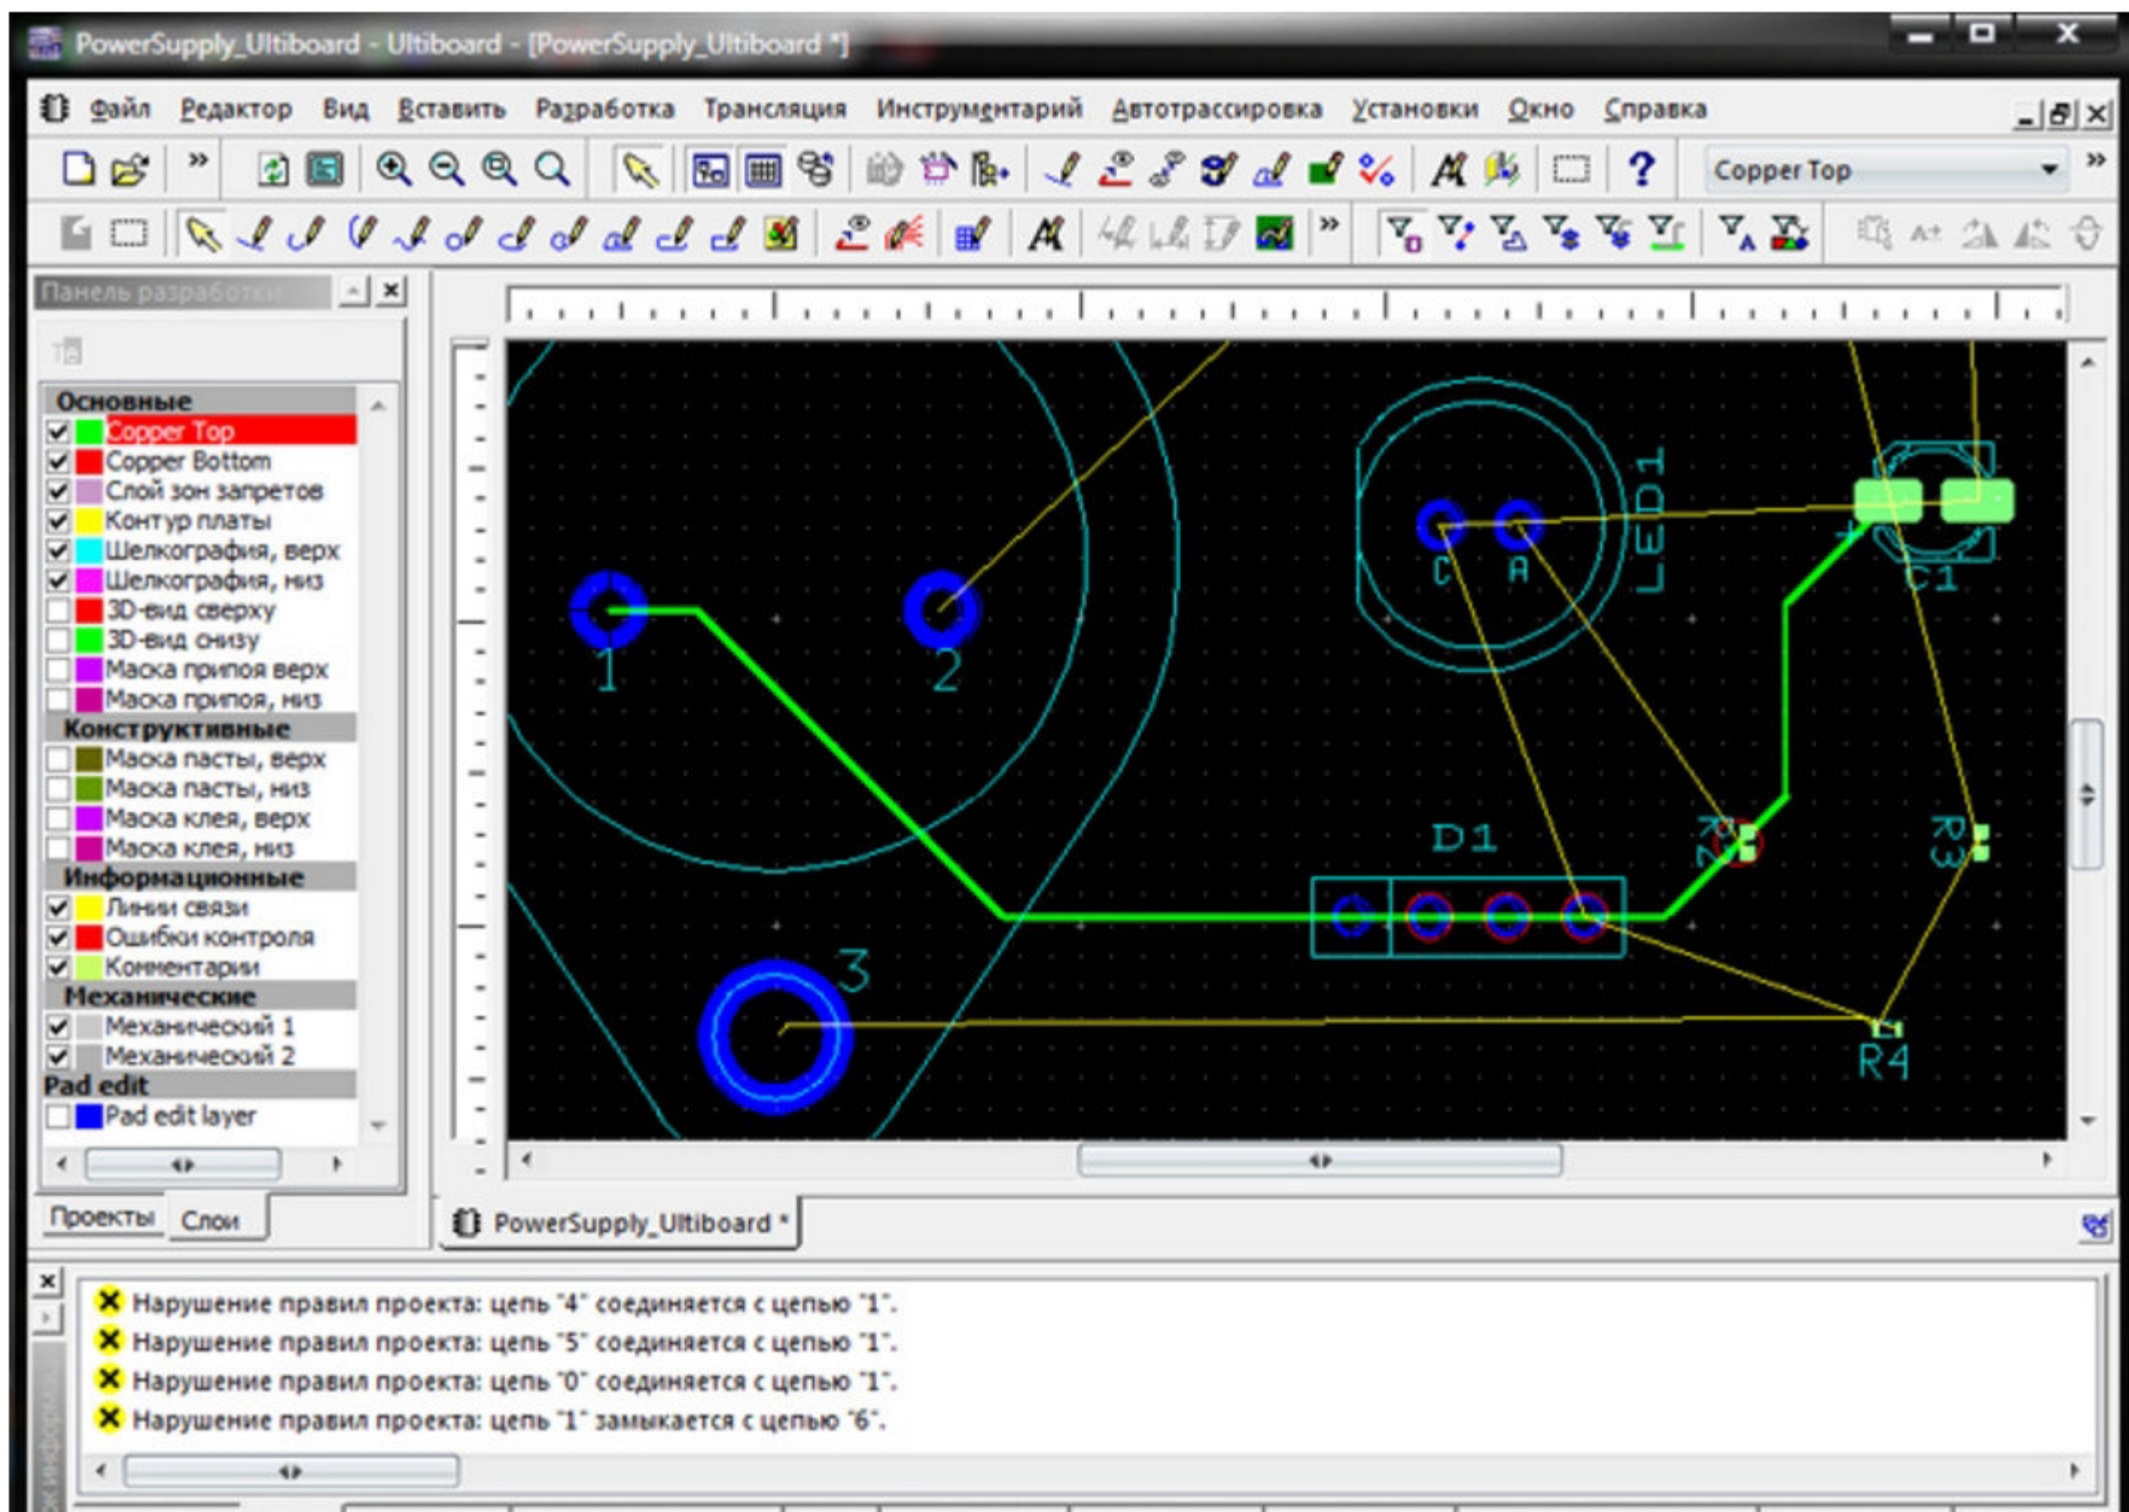 PowerSupply_Ultiboard - Ultiboard - [PowerSupply_Ultiboard *]
Файл Редактор Вид Вставить Разработка Трансляция Инструментарий Автотрассировка Установки Окно Справка
Copper Top
Панель разработки
Основные
Copper Top
Copper Bottom
Слой зон запретов
Контур платы
Шелкография, верх
Шелкография, низ
3D-вид сверху
3D-вид снизу
Маска припоя верх
Маска припоя, низ
Конструктивные
Маска пасты, верх
Маска пасты, низ
Маска клея, верх
Маска клея, низ
Информационные
Линии связи
Ошибки контроля
Комментарии
Механические
Механический 1
Механический 2
Pad edit
Pad edit layer
Проекты Слои
LED1
C A
C1
1 2
D1
R2
R3
3
R4
PowerSupply_Ultiboard *
Нарушение правил проекта: цепь "4" соединяется с цепью "1".
Нарушение правил проекта: цепь "5" соединяется с цепью "1".
Нарушение правил проекта: цепь "0" соединяется с цепью "1".
Нарушение правил проекта: цепь "1" замыкается с цепью "6".